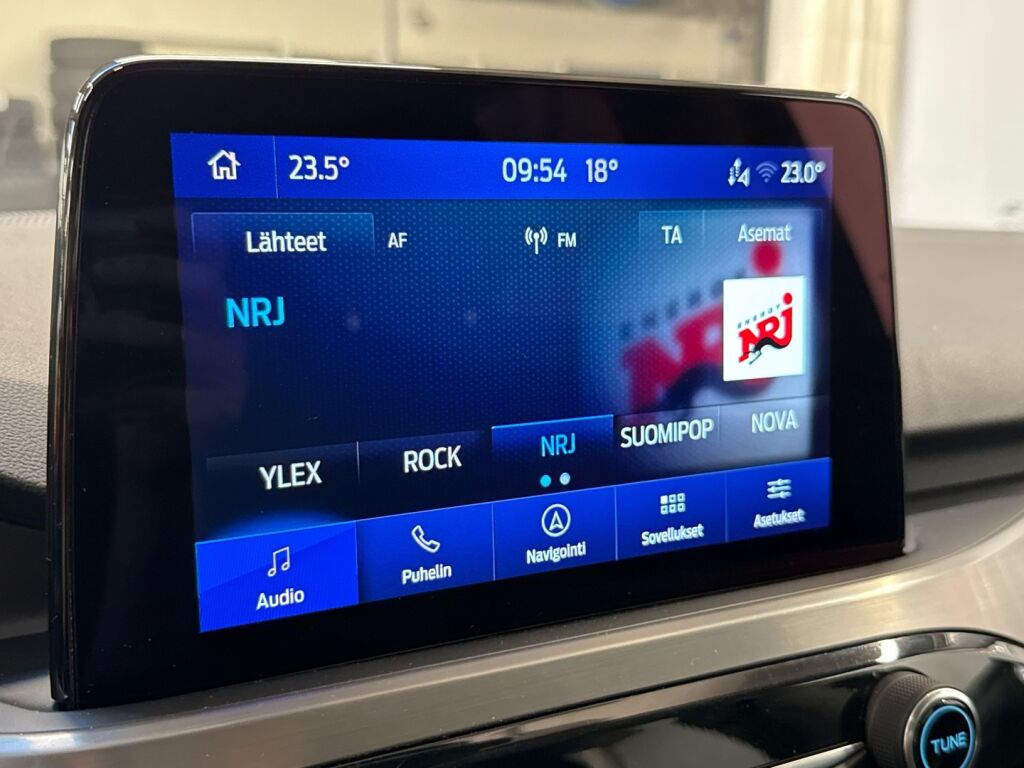 23.5° 09:54 18° 23.0°
Lähteet AF FM TA Asemat
NRJ
ENERGY
NRJ
YLEX ROCK NRJ SUOMIPOP NOVA
Audio Puhelin Navigointi Sovellukset Asetukset
TUNE